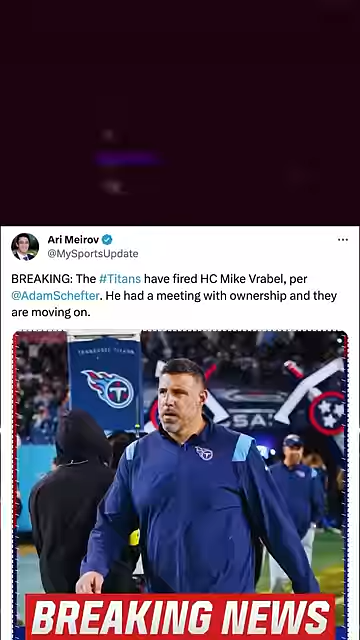 Ari Meirov
@MySportsUpdate
BREAKING: The #Titans have fired HC Mike Vrabel, per
@AdamSchefter. He had a meeting with ownership and they
are moving on.
TENNESSEE TITANS
SA
BREAKING NEWS